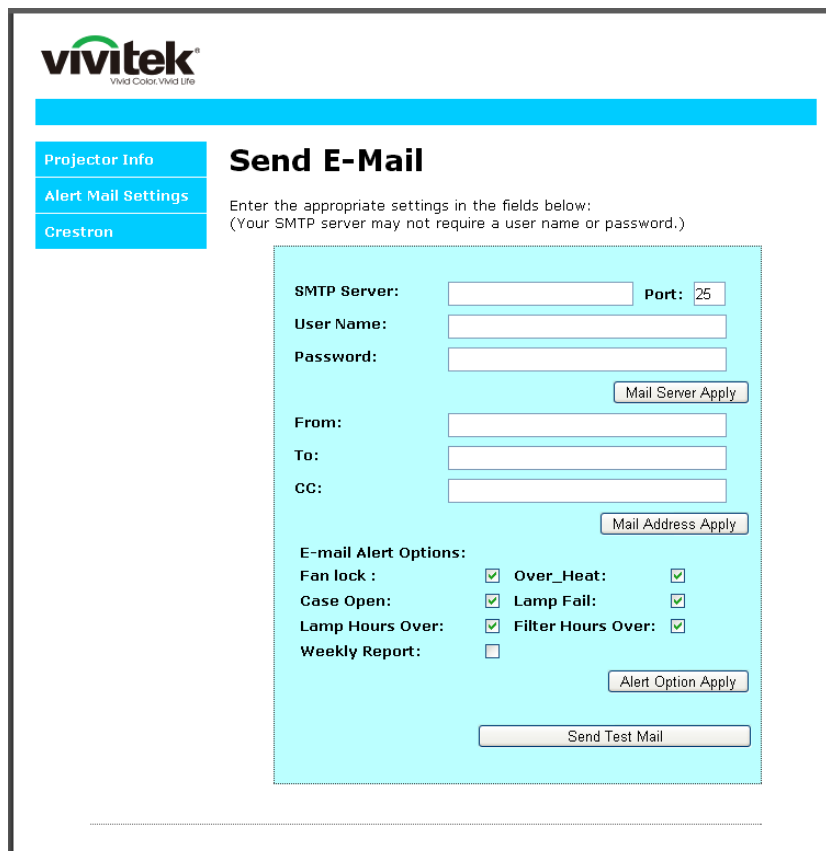 vivitek®
Vivid Color, Vivid Life
Projector Info
Alert Mail Settings
Crestron
Send E-Mail
Enter the appropriate settings in the fields below:
(Your SMTP server may not require a user name or password.)
SMTP Server: Port: 25
User Name:
Password:
Mail Server Apply
From:
To:
CC:
Mail Address Apply
E-mail Alert Options:
Fan lock : Over_Heat:
Case Open: Lamp Fail:
Lamp Hours Over: Filter Hours Over:
Weekly Report:
Alert Option Apply
Send Test Mail